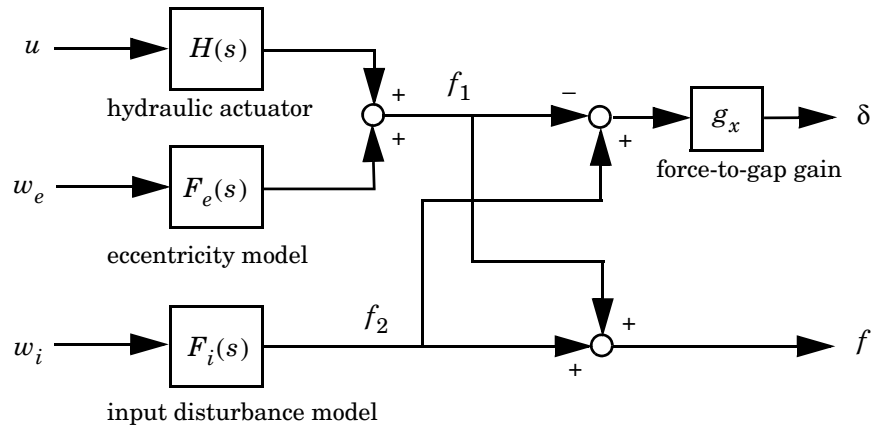 u
H(s)
hydraulic actuator
+
+
f₁
−
+
gₓ
δ
force-to-gap gain
wₑ
Fₑ(s)
eccentricity model
f₂
wᵢ
Fᵢ(s)
input disturbance model
+
+
f